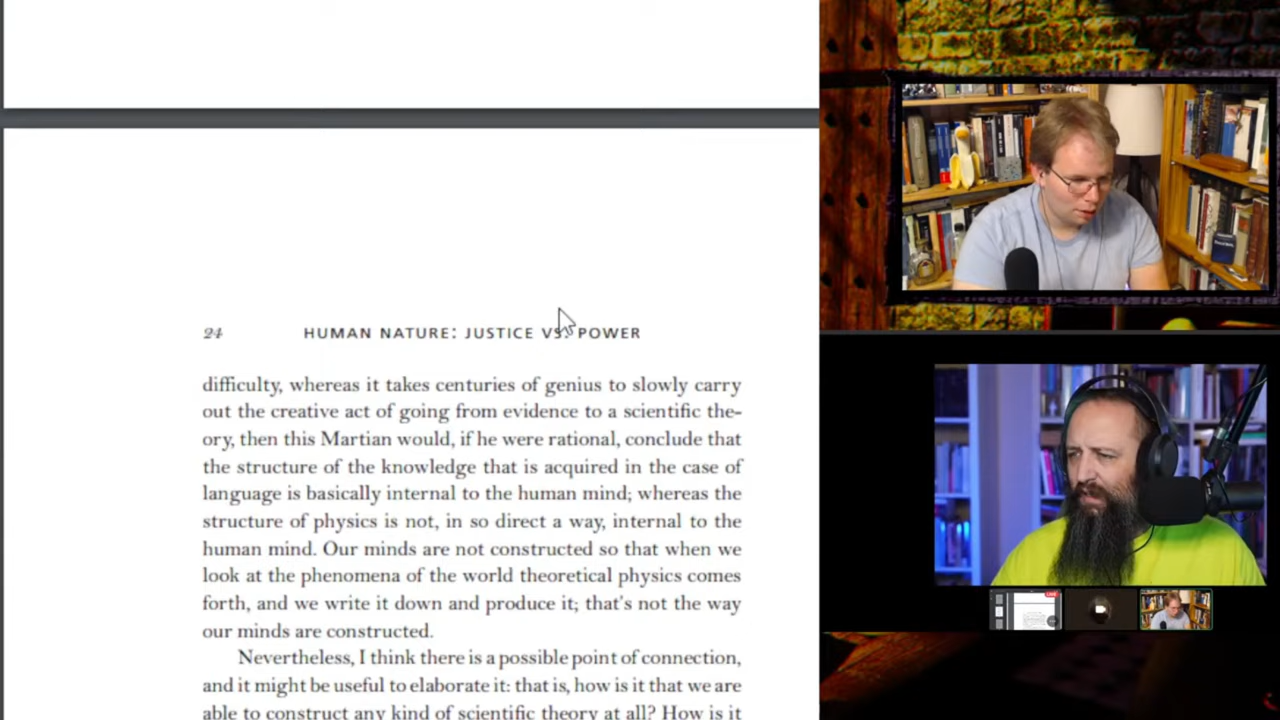 24 HUMAN NATURE: JUSTICE VS. POWER
difficulty, whereas it takes centuries of genius to slowly carry
out the creative act of going from evidence to a scientific the-
ory, then this Martian would, if he were rational, conclude that
the structure of the knowledge that is acquired in the case of
language is basically internal to the human mind; whereas the
structure of physics is not, in so direct a way, internal to the
human mind. Our minds are not constructed so that when we
look at the phenomena of the world theoretical physics comes
forth, and we write it down and produce it; that's not the way
our minds are constructed.
Nevertheless, I think there is a possible point of connection,
and it might be useful to elaborate it: that is, how is it that we are
able to construct any kind of scientific theory at all? How is it